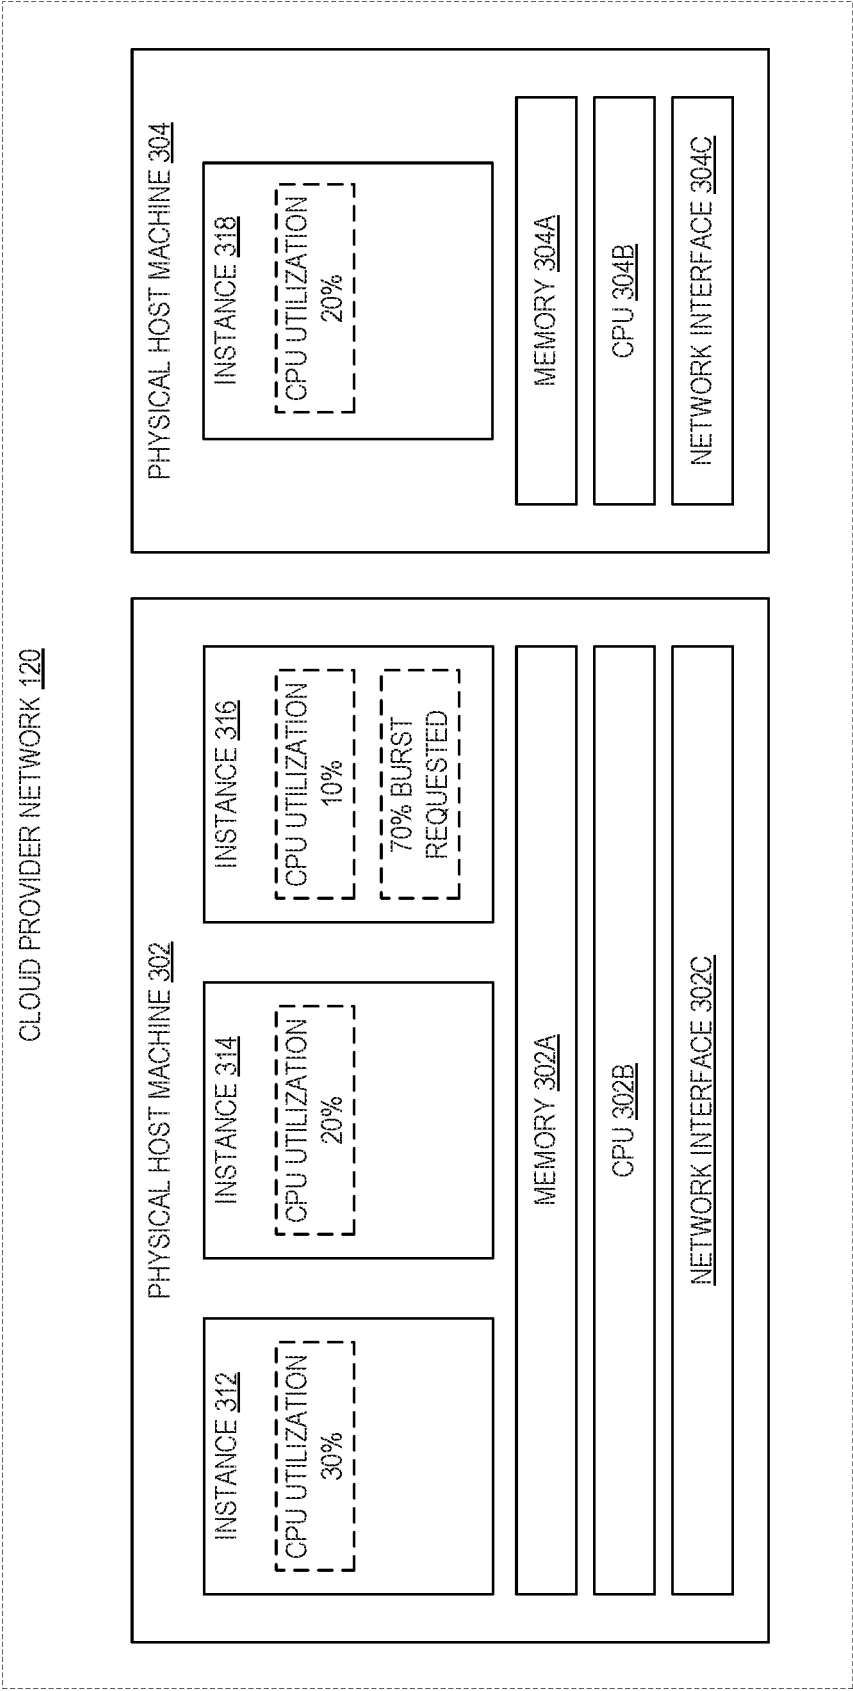 CLOUD PROVIDER NETWORK 120
PHYSICAL HOST MACHINE 302
INSTANCE 312
CPU UTILIZATION
30%
INSTANCE 314
CPU UTILIZATION
20%
INSTANCE 316
CPU UTILIZATION
10%
70% BURST
REQUESTED
MEMORY 302A
CPU 302B
NETWORK INTERFACE 302C
PHYSICAL HOST MACHINE 304
INSTANCE 318
CPU UTILIZATION
20%
MEMORY 304A
CPU 304B
NETWORK INTERFACE 304C